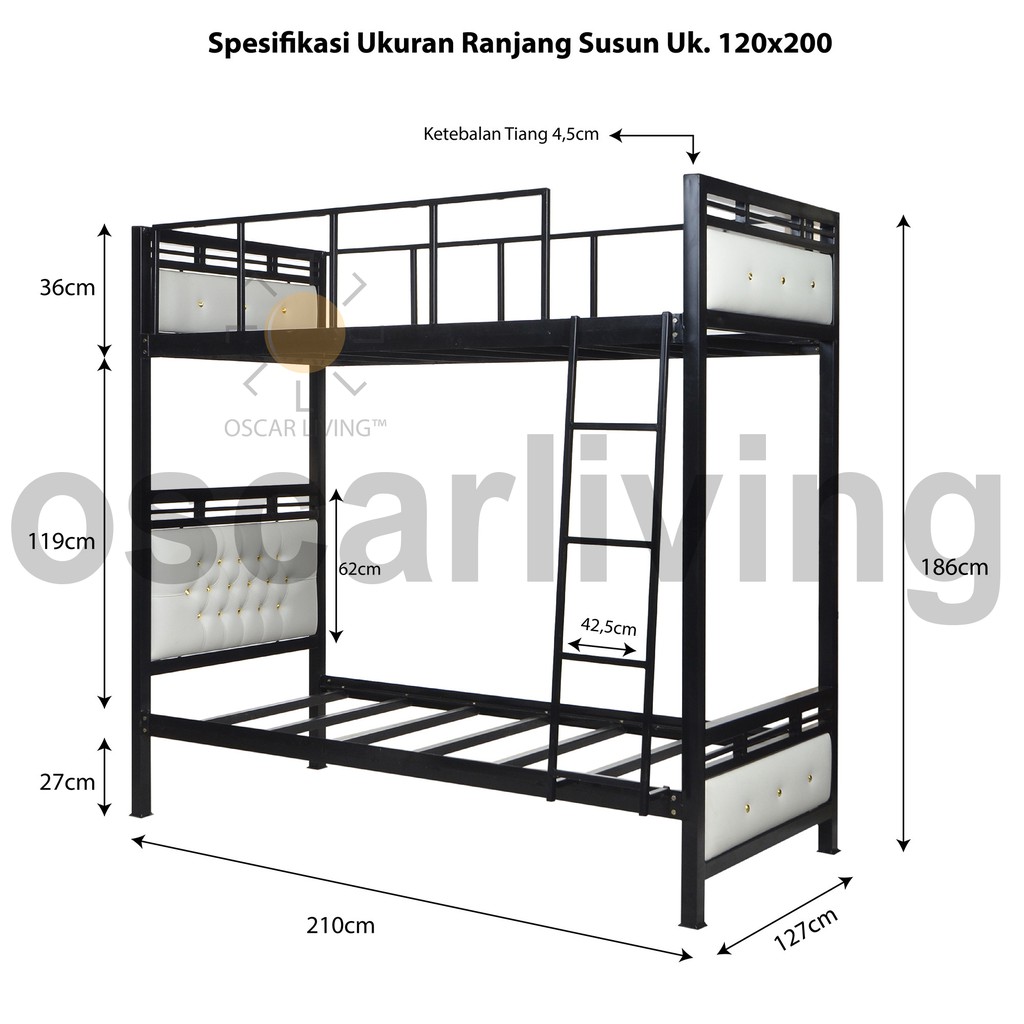 Spesifikasi Ukuran Ranjang Susun Uk. 120x200
Ketebalan Tiang 4,5cm
36cm
OSCAR LIVING™
oscarliving
119cm
62cm
186cm
42,5cm
27cm
210cm
127cm